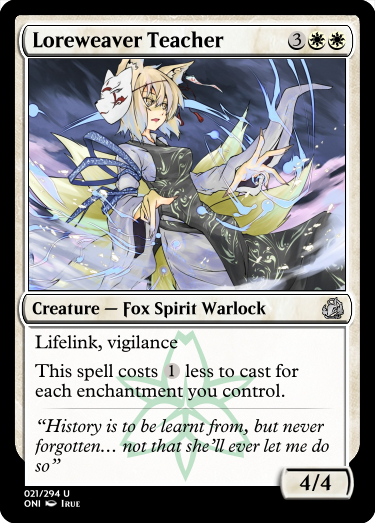 Loreweaver Teacher 3
Creature — Fox Spirit Warlock
Lifelink, vigilance
This spell costs 1 less to cast for
each enchantment you control.
“History is to be learnt from, but never
forgotten… not that she’ll ever let me do
so”
4/4
021/294 U
ONI True